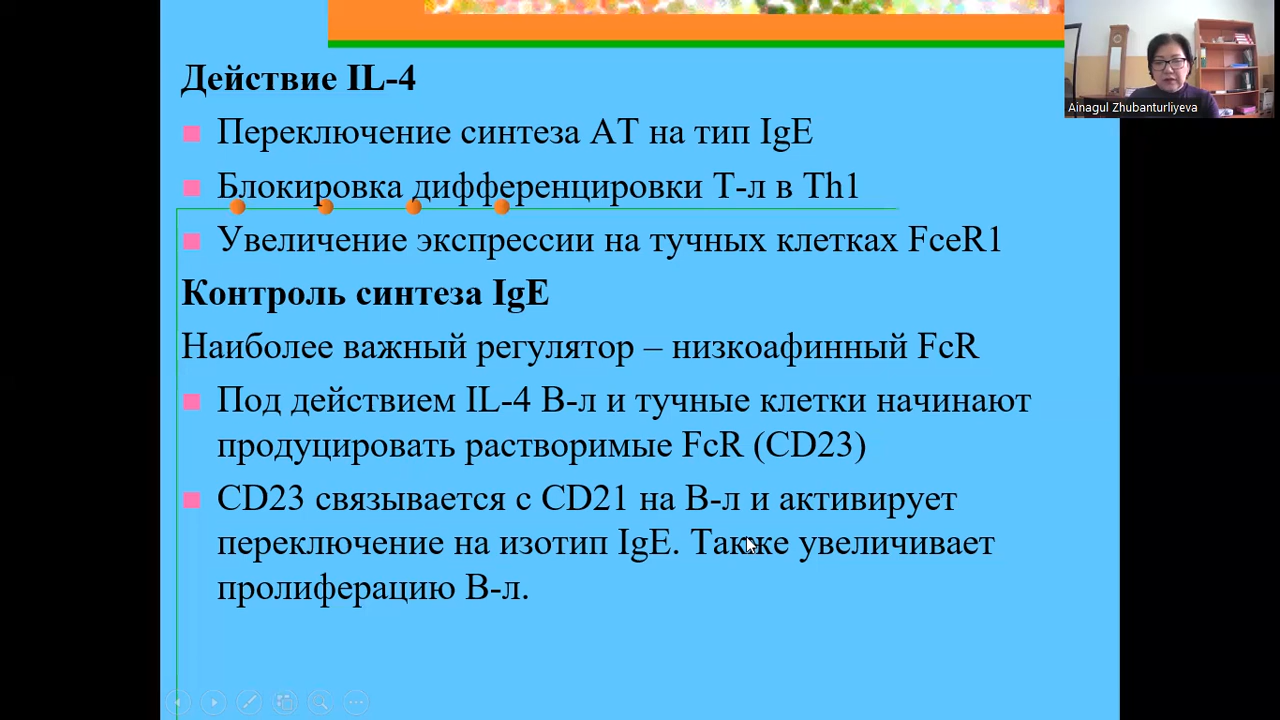 Действие IL-4
Переключение синтеза АТ на тип IgE
Блокировка дифференцировки Т-л в Th1
Увеличение экспрессии на тучных клетках FceR1
Контроль синтеза IgE
Наиболее важный регулятор – низкоафинный FcR
Под действием IL-4 В-л и тучные клетки начинают
продуцировать растворимые FcR (CD23)
CD23 связывается с CD21 на В-л и активирует
переключение на изотип IgE. Также увеличивает
пролиферацию В-л.
Ainagul Zhubanturliyeva